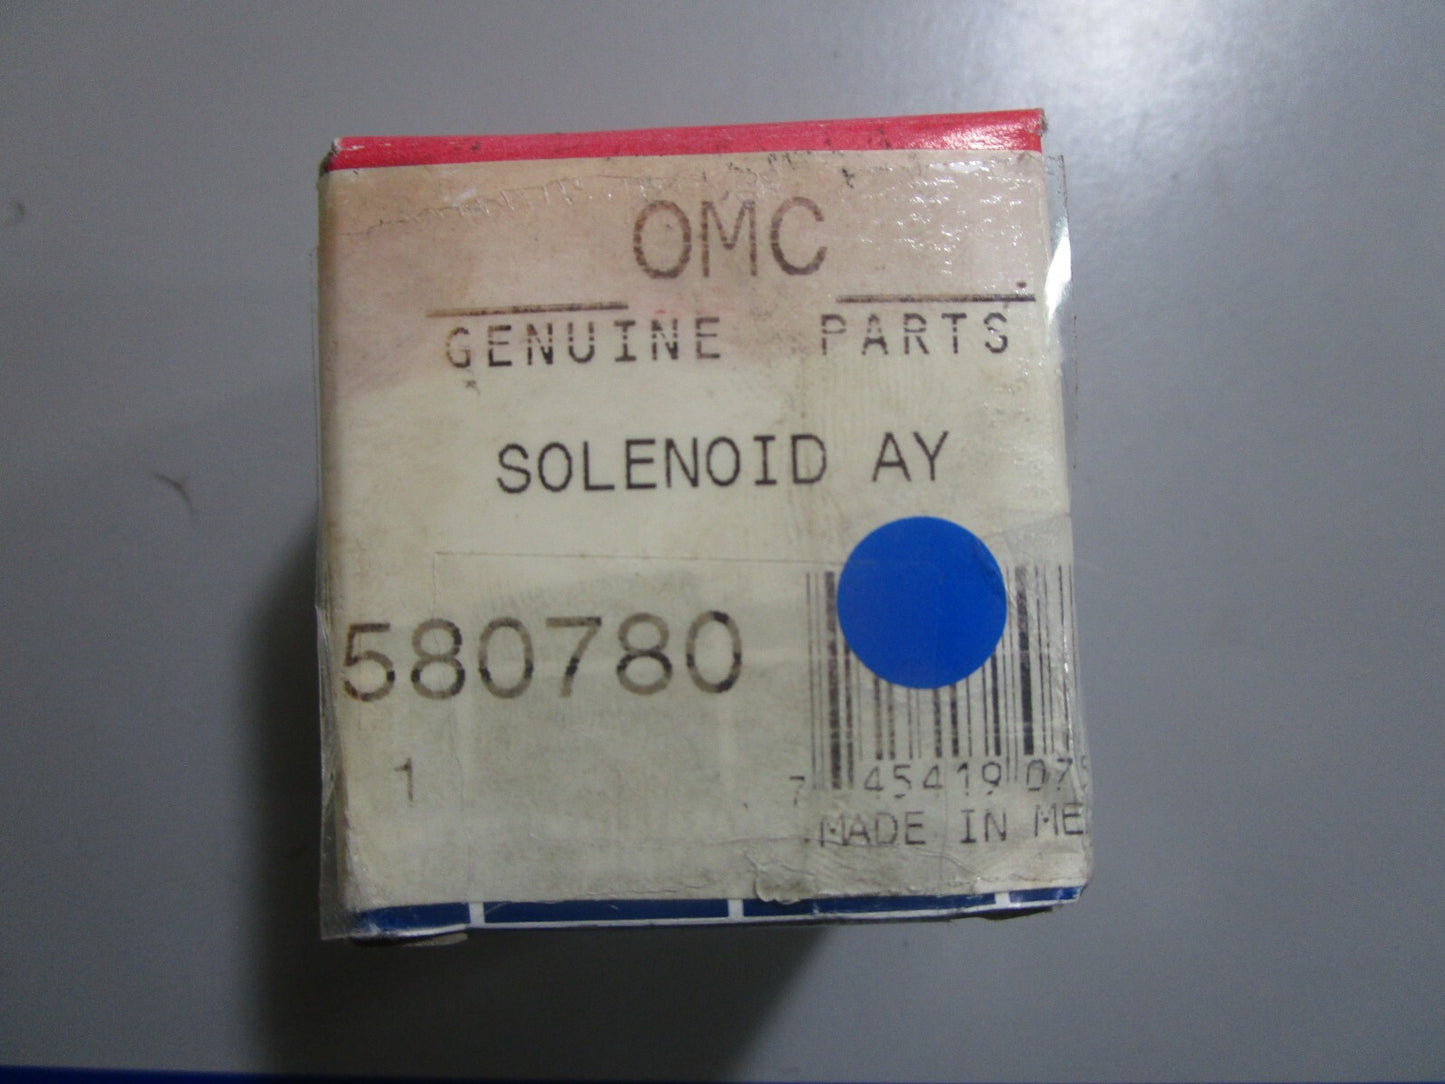 OMC
GENUINE PARTS
SOLENOID AY
580780
1
7 45419 07
MADE IN ME